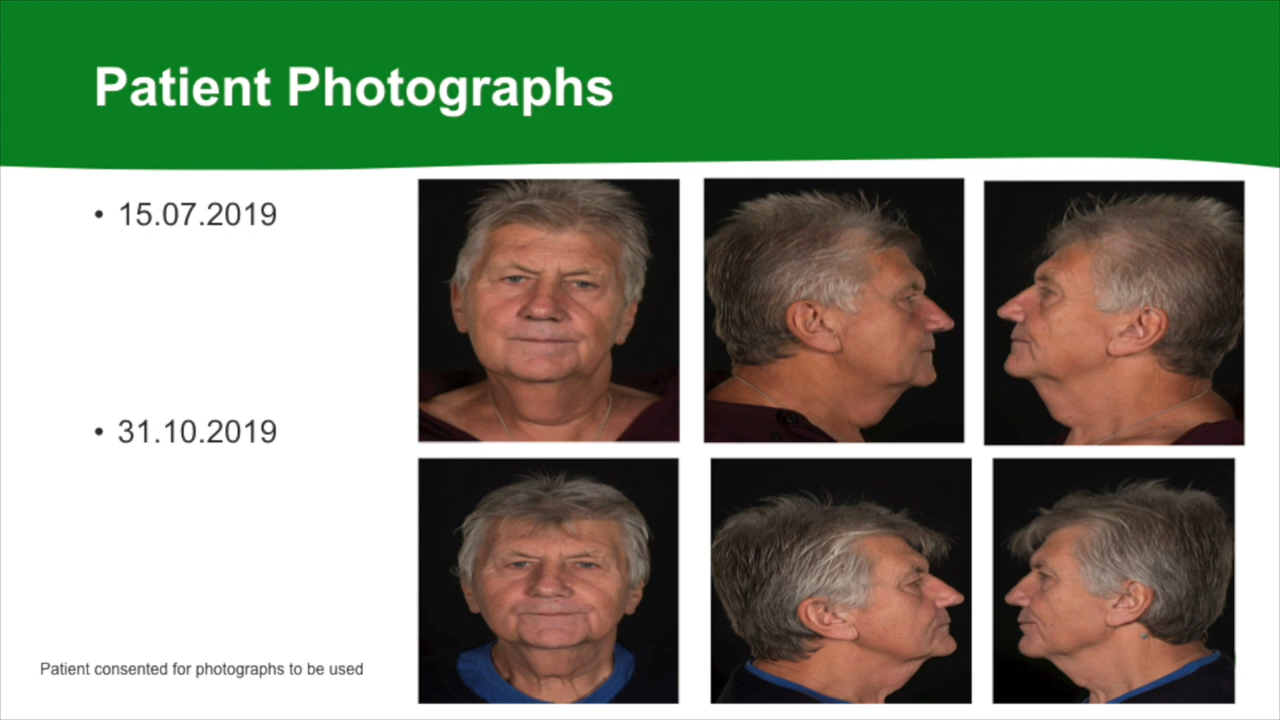 Patient Photographs
• 15.07.2019
• 31.10.2019
Patient consented for photographs to be used